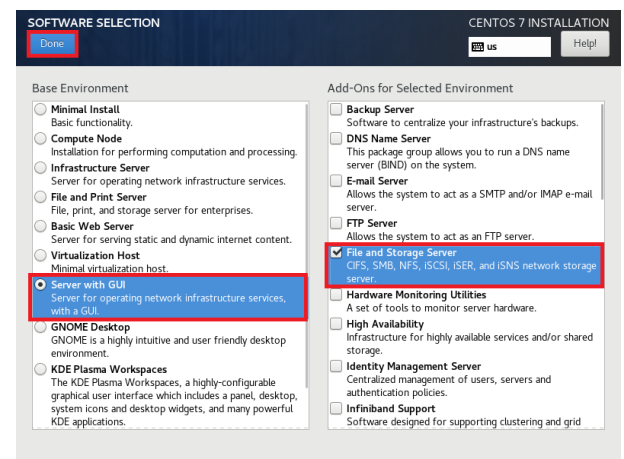 SOFTWARE SELECTION
CENTOS 7 INSTALLATION
Done
us
Help!
Base Environment
Minimal Install
Basic functionality.
Compute Node
Installation for performing computation and processing.
Infrastructure Server
Server for operating network infrastructure services.
File and Print Server
File, print, and storage server for enterprises.
Basic Web Server
Server for serving static and dynamic internet content.
Virtualization Host
Minimal virtualization host.
Server with GUI
Server for operating network infrastructure services,
with a GUI.
GNOME Desktop
GNOME is a highly intuitive and user friendly desktop
environment.
KDE Plasma Workspaces
The KDE Plasma Workspaces, a highly-configurable
graphical user interface which includes a panel, desktop,
system icons and desktop widgets, and many powerful
KDE applications.
Add-Ons for Selected Environment
Backup Server
Software to centralize your infrastructure's backups.
DNS Name Server
This package group allows you to run a DNS name
server (BIND) on the system.
E-mail Server
Allows the system to act as a SMTP and/or IMAP e-mail
server.
FTP Server
Allows the system to act as an FTP server.
File and Storage Server
CIFS, SMB, NFS, iSCSI, iSER, and iSNS network storage
server.
Hardware Monitoring Utilities
A set of tools to monitor server hardware.
High Availability
Infrastructure for highly available services and/or shared
storage.
Identity Management Server
Centralized management of users, servers and
authentication policies.
Infiniband Support
Software designed for supporting clustering and grid